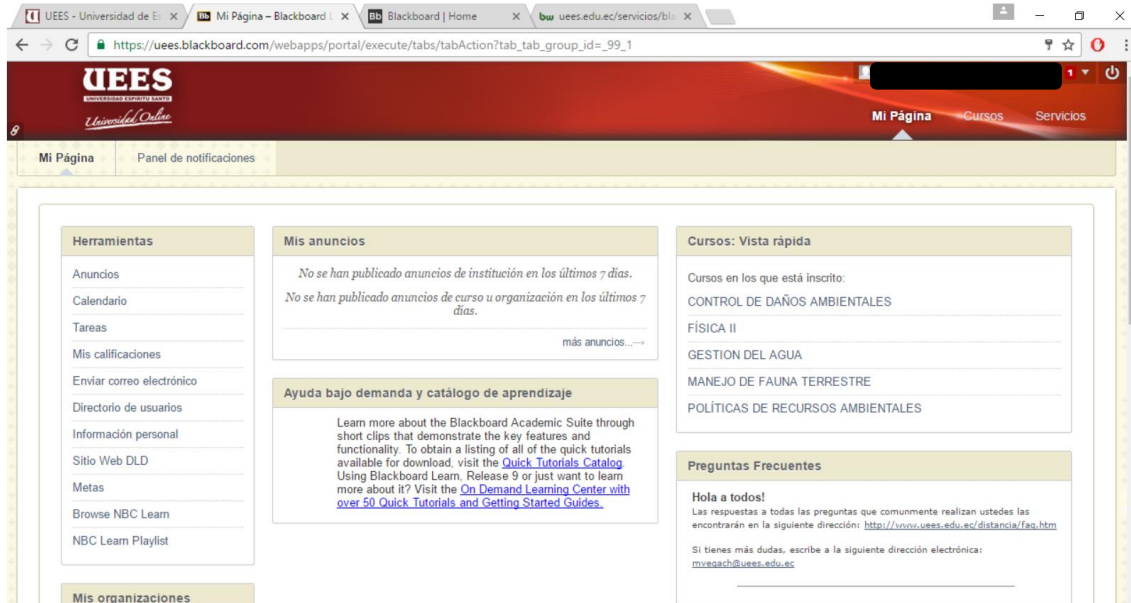 UEES - Universidad de Es
Mi Página – Blackboard L
Bb Blackboard | Home
bw uees.edu.ec/servicios/bla
https://uees.blackboard.com/webapps/portal/execute/tabs/tabAction?tab_tab_group_id=_99_1
UEES
UNIVERSIDAD ESPIRITU SANTO
Universidad Online
1
Mi Página Cursos Servicios
Mi Página Panel de notificaciones
Herramientas
Anuncios
Calendario
Tareas
Mis calificaciones
Enviar correo electrónico
Directorio de usuarios
Información personal
Sitio Web DLD
Metas
Browse NBC Learn
NBC Learn Playlist
Mis organizaciones
Mis anuncios
No se han publicado anuncios de institución en los últimos 7 días.
No se han publicado anuncios de curso u organización en los últimos 7
días.
más anuncios...→
Ayuda bajo demanda y catálogo de aprendizaje
Learn more about the Blackboard Academic Suite through
short clips that demonstrate the key features and
functionality. To obtain a listing of all of the quick tutorials
available for download, visit the Quick Tutorials Catalog.
Using Blackboard Learn, Release 9 or just want to learn
more about it? Visit the On Demand Learning Center with
over 50 Quick Tutorials and Getting Started Guides.
Cursos: Vista rápida
Cursos en los que está inscrito:
CONTROL DE DAÑOS AMBIENTALES
FÍSICA II
GESTION DEL AGUA
MANEJO DE FAUNA TERRESTRE
POLÍTICAS DE RECURSOS AMBIENTALES
Preguntas Frecuentes
Hola a todos!
Las respuestas a todas las preguntas que comunmente realizan ustedes las
encontrarán en la siguiente dirección: http://www.uees.edu.ec/distancia/faq.htm
Si tienes más dudas, escribe a la siguiente dirección electrónica:
mvegach@uees.edu.ec